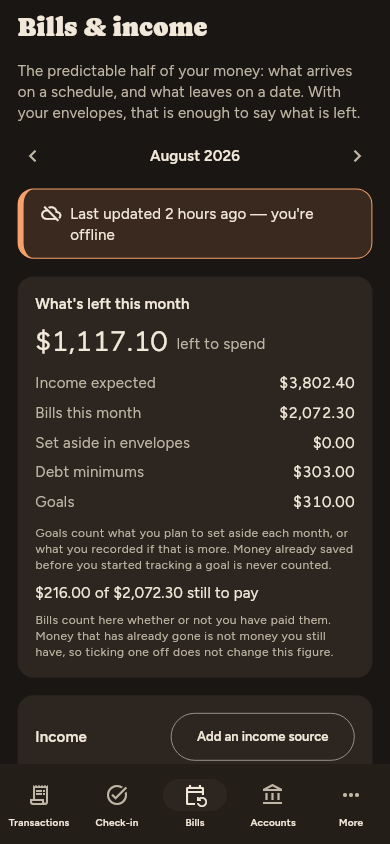 Bills & income
The predictable half of your money: what arrives
on a schedule, and what leaves on a date. With
your envelopes, that is enough to say what is left.
August 2026
Last updated 2 hours ago — you're
offline
What's left this month
$1,117.10 left to spend
Income expected $3,802.40
Bills this month $2,072.30
Set aside in envelopes $0.00
Debt minimums $303.00
Goals $310.00
Goals count what you plan to set aside each month, or
what you recorded if that is more. Money already saved
before you started tracking a goal is never counted.
$216.00 of $2,072.30 still to pay
Bills count here whether or not you have paid them.
Money that has already gone is not money you still
have, so ticking one off does not change this figure.
Income Add an income source
Transactions Check-in Bills Accounts More